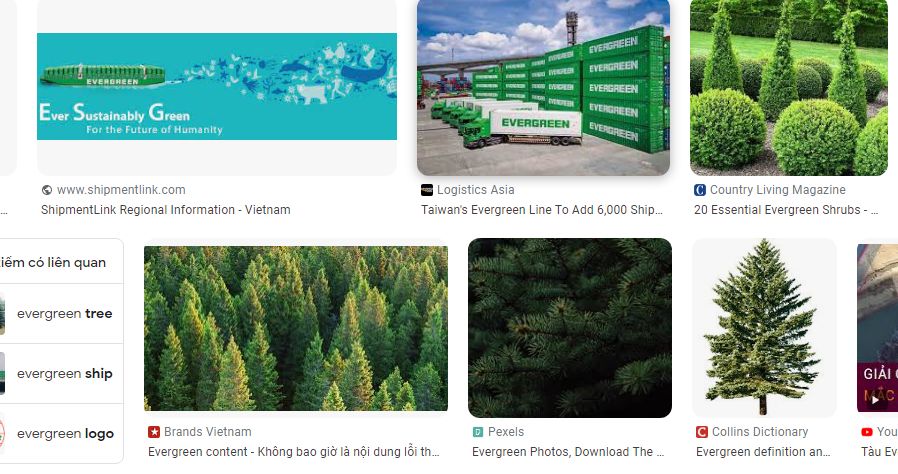 EVERGREEN
Ever Sustainably Green
For the Future of Humanity
EVERGREEN
EVERGREEN
EVERGREEN
EVERGREEN
EVERGREEN
EVERGREEN
www.shipmentlink.com
Logistics Asia
Country Living Magazine
ShipmentLink Regional Information - Vietnam
Taiwan's Evergreen Line To Add 6,000 Ship...
20 Essential Evergreen Shrubs - ...
kiếm có liên quan
evergreen tree
evergreen ship
evergreen logo
GIẢI
MẮC
Brands Vietnam
Pexels
Collins Dictionary
You
Evergreen content - Không bao giờ là nội dung lỗi th...
Evergreen Photos, Download The ...
Evergreen definition an...
Tàu Ev